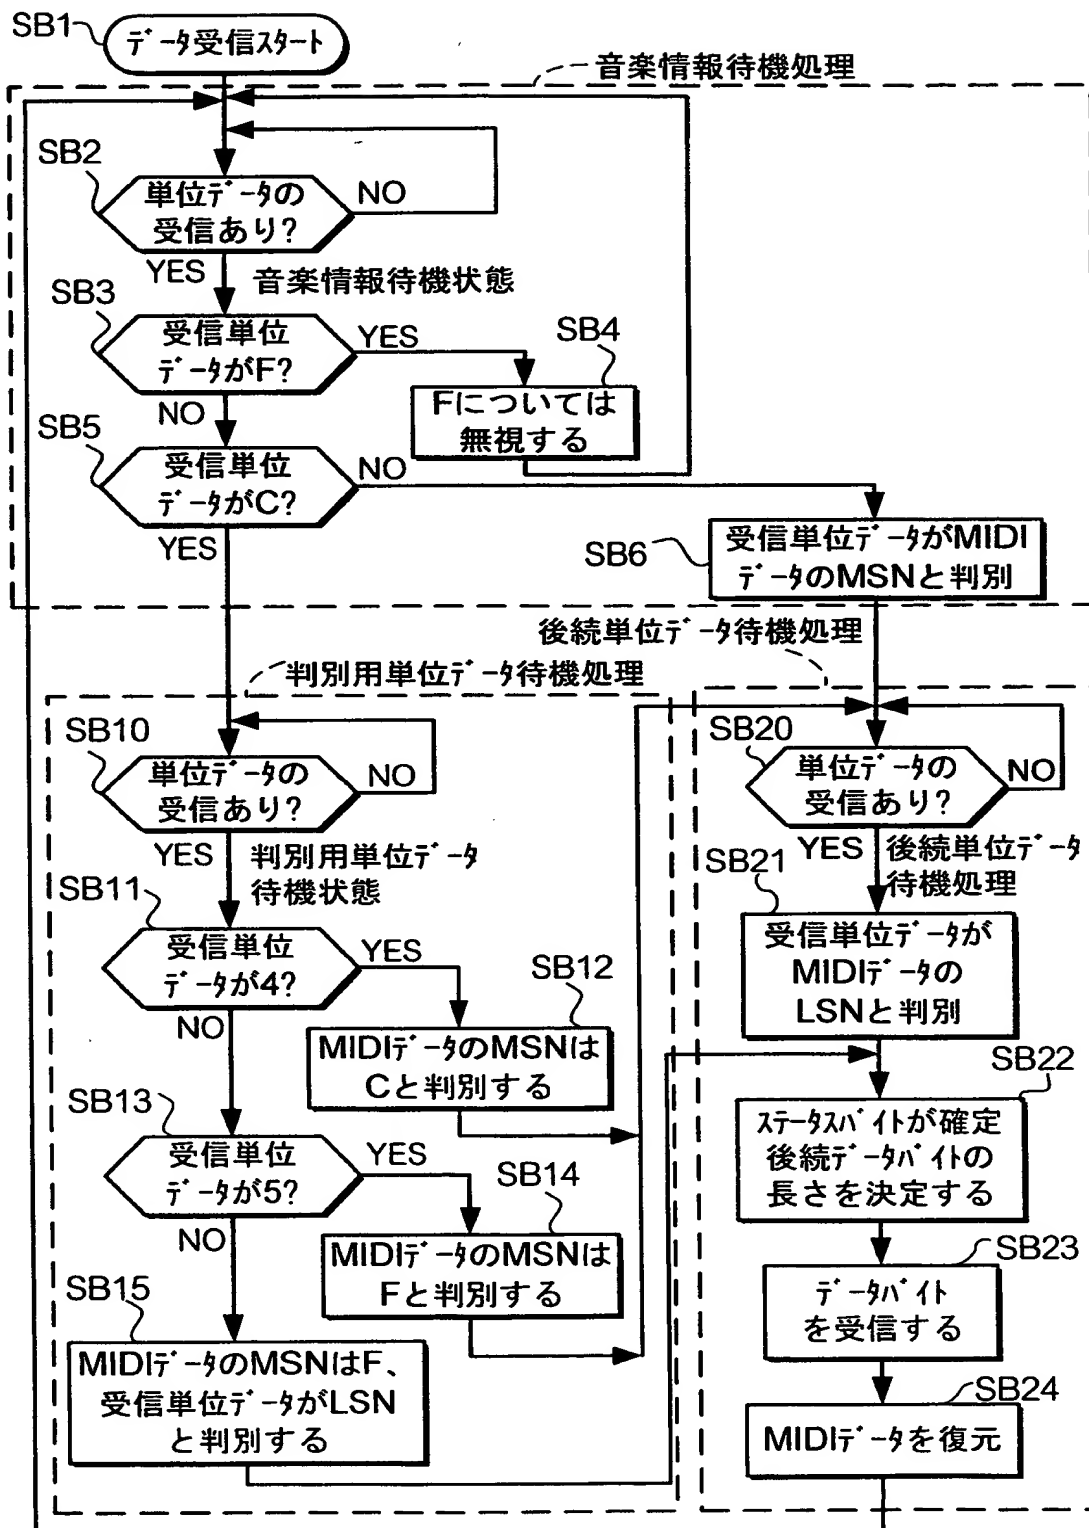 SB1
データ受信スタート
音楽情報待機処理
SB2
単位データの
受信あり?
NO
YES
音楽情報待機状態
SB3
受信単位
データがF?
YES
SB4
Fについては
無視する
NO
SB5
受信単位
データがC?
NO
YES
SB6
受信単位データがMIDI
データのMSNと判別
後続単位データ待機処理
判別用単位データ待機処理
SB10
単位データの
受信あり?
NO
YES
判別用単位データ
待機状態
SB11
受信単位
データが4?
YES
SB12
MIDIデータのMSNは
Cと判別する
NO
SB13
受信単位
データが5?
YES
SB14
MIDIデータのMSNは
Fと判別する
NO
SB15
MIDIデータのMSNはF、
受信単位データがLSN
と判別する
SB20
単位データの
受信あり?
NO
YES
後続単位データ
待機処理
SB21
受信単位データが
MIDIデータの
LSNと判別
SB22
ステータスバイトが確定
後続データバイトの
長さを決定する
SB23
データバイト
を受信する
SB24
MIDIデータを復元